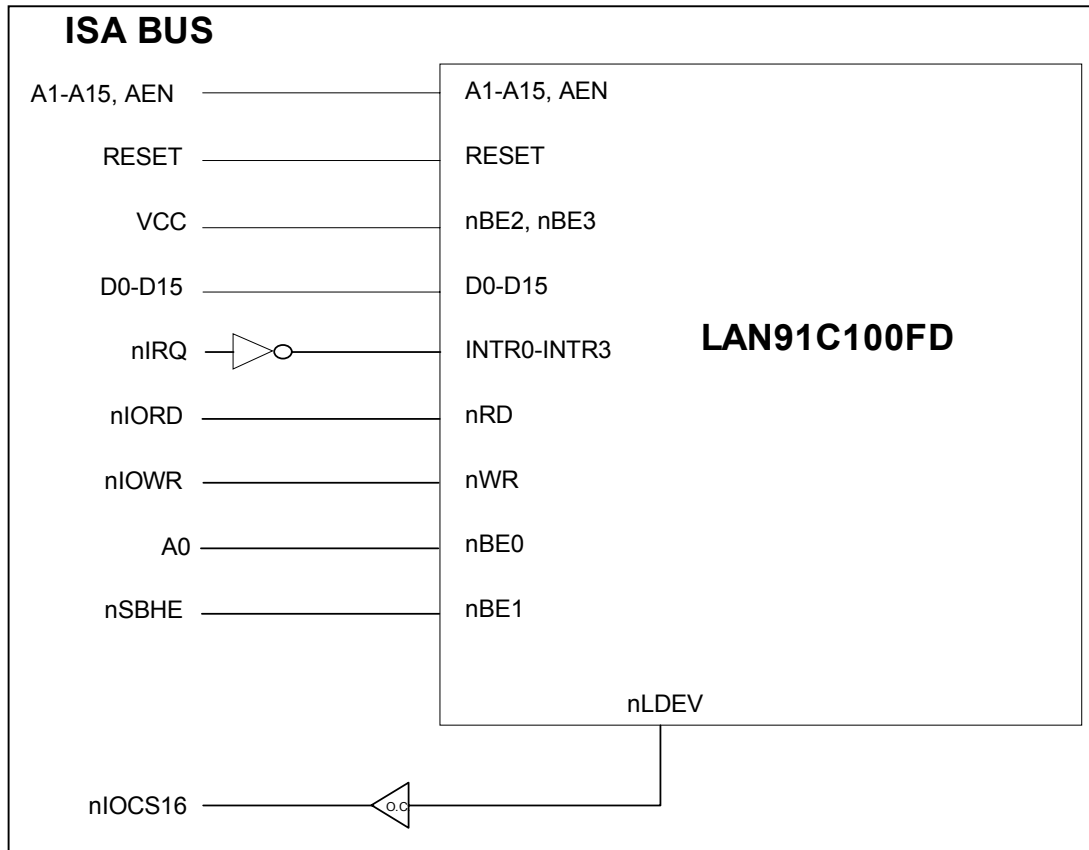 ISA BUS
A1-A15, AEN A1-A15, AEN
RESET RESET
VCC nBE2, nBE3
D0-D15 D0-D15
nIRQ INTR0-INTR3
LAN91C100FD
nIORD nRD
nIOWR nWR
A0 nBE0
nSBHE nBE1
nLDEV
nIOCS16 O.C